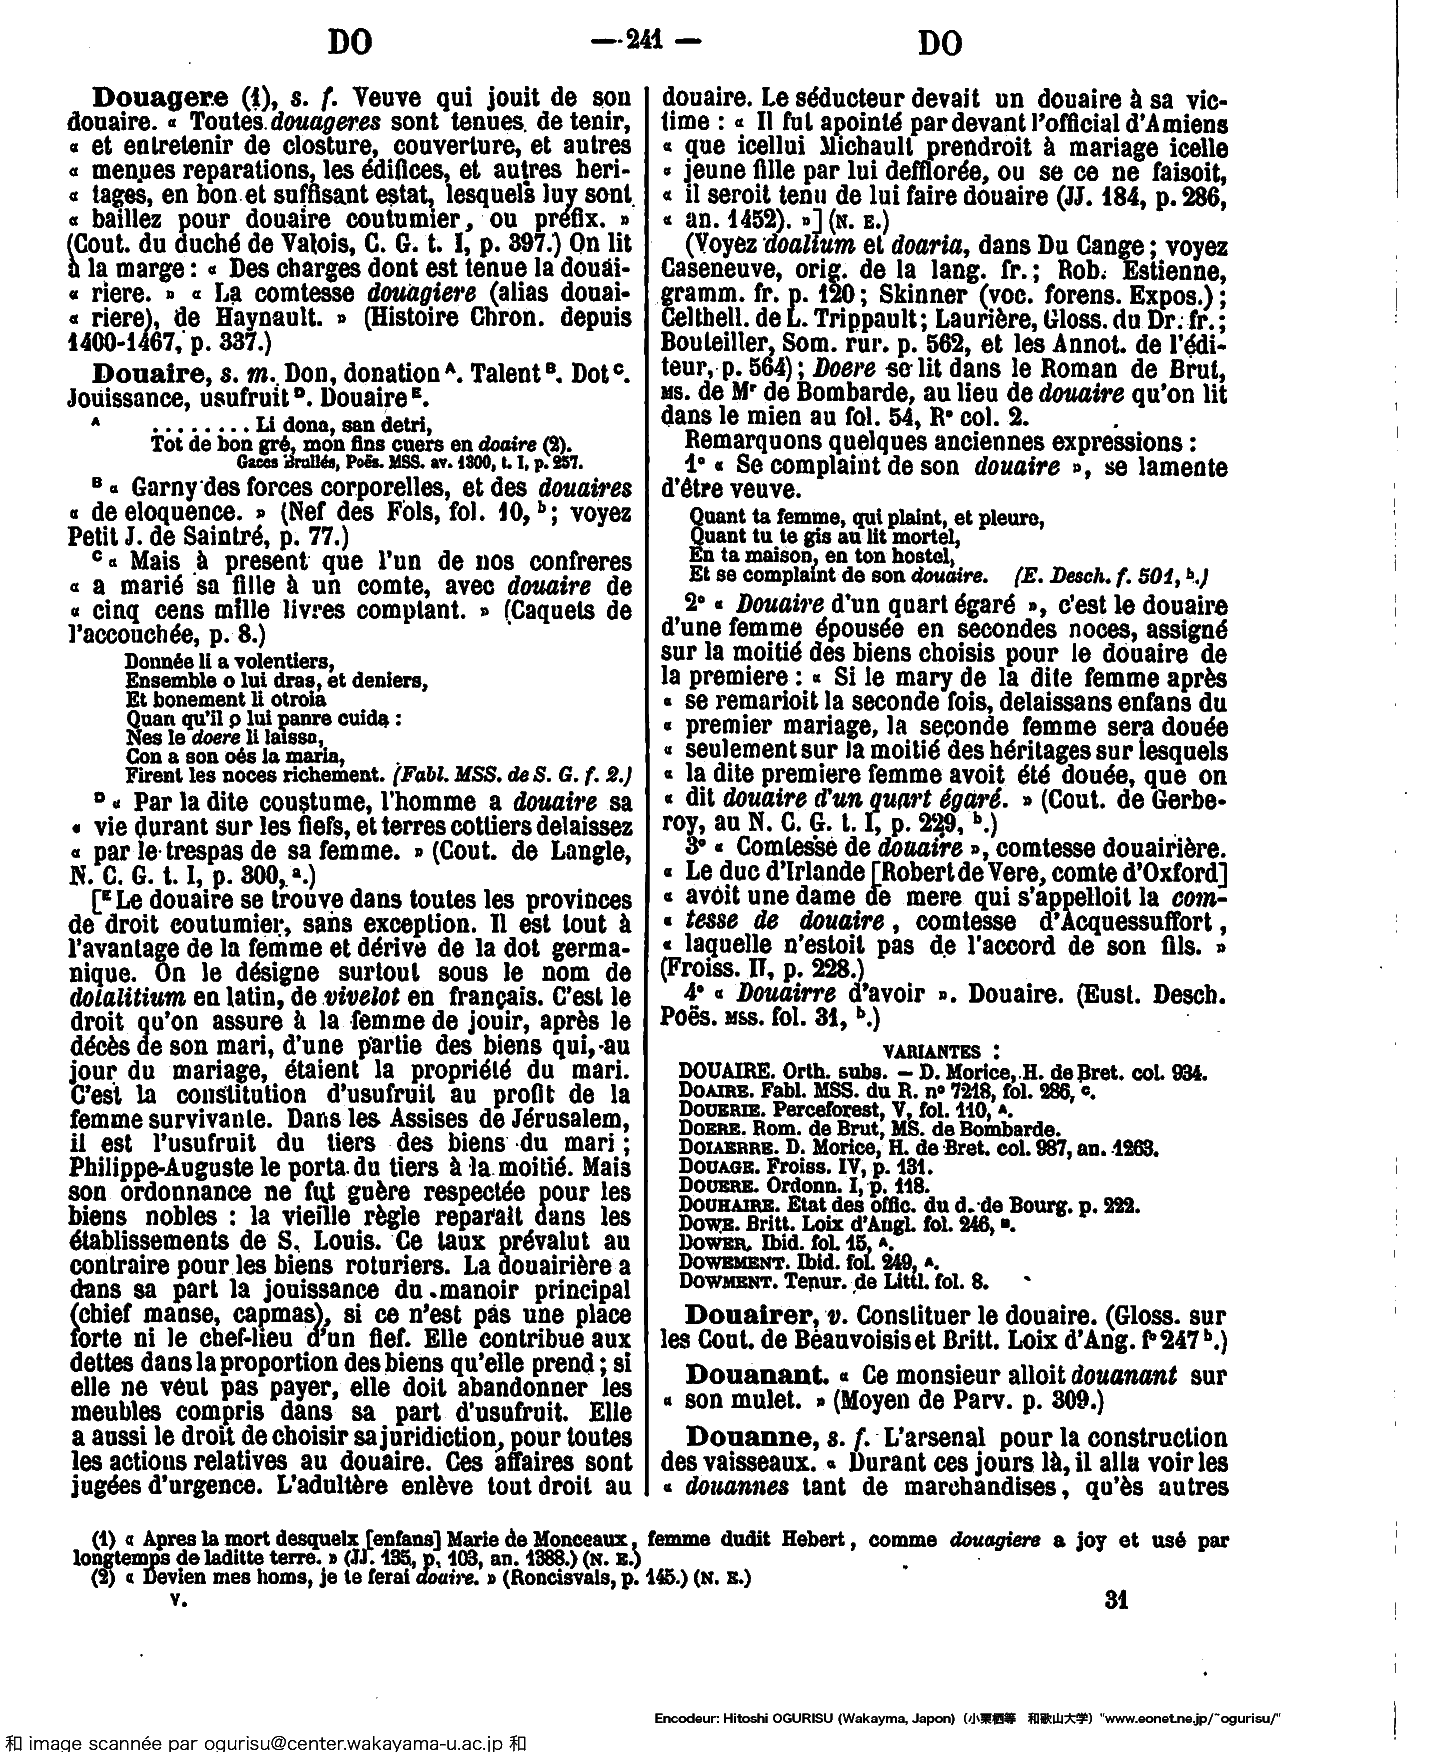 DO — 241 — DO
Douagere (1), s. f. Veuve qui jouit de son
douaire. « Toutes douageres sont tenues de tenir,
« et entretenir de closture, couverture, et autres
« menues reparations, les édifices, et autres heri-
« tages, en bon et suffisant estat, lesquels luy sont
« baillez pour douaire coutumier, ou préfix. »
(Cout. du duché de Valois, C. G. t. I, p. 397.) On lit
à la marge : « Des charges dont est tenue la douai-
« riere. » « La comtesse douagiere (alias douai-
« riere), de Haynault. » (Histoire Chron. depuis
1400-1467, p. 337.)
Douaire, s. m. Don, donation A. Talent B. Dot C.
Jouissance, usufruit D. Douaire E.
A ........ Li dona, san detri,
Tot de bon gré, mon fins cuers en doaire (2).
Gaces Brullés, Poës. MSS. av. 1300, t. I, p. 257.
B « Garny des forces corporelles, et des douaires
« de eloquence. » (Nef des Fols, fol. 10, b ; voyez
Petit J. de Saintré, p. 77.)
C « Mais à present que l'un de nos confreres
« a marié sa fille à un comte, avec douaire de
« cinq cens mille livres comptant. » (Caquets de
l'accouchée, p. 8.)
Donnée li a volentiers,
Ensemble o lui dras, et deniers,
Et bonement li otroia
Quan qu'il o lui panre cuida :
Nes le doere li laissa,
Con a son oés la maria,
Firent les noces richement. (Fabl. MSS. de S. G. f. 2.)
D « Par la dite coustume, l'homme a douaire sa
« vie durant sur les fiefs, et terres cottiers delaissez
« par le trespas de sa femme. » (Cout. de Langle,
N. C. G. t. I, p. 300, a.)
[E Le douaire se trouve dans toutes les provinces
de droit coutumier, sans exception. Il est tout à
l'avantage de la femme et dérive de la dot germa-
nique. On le désigne surtout sous le nom de
dotalitium en latin, de vivelot en français. C'est le
droit qu'on assure à la femme de jouir, après le
décès de son mari, d'une partie des biens qui, au
jour du mariage, étaient la propriété du mari.
C'est la constitution d'usufruit au profit de la
femme survivante. Dans les Assises de Jérusalem,
il est l'usufruit du tiers des biens du mari ;
Philippe-Auguste le porta du tiers à la moitié. Mais
son ordonnance ne fut guère respectée pour les
biens nobles : la vieille règle reparaît dans les
établissements de S. Louis. Ce taux prévalut au
contraire pour les biens roturiers. La douairière a
dans sa part la jouissance du manoir principal
(chief manse, capmas), si ce n'est pas une place
forte ni le chef-lieu d'un fief. Elle contribue aux
dettes dans la proportion des biens qu'elle prend ; si
elle ne veut pas payer, elle doit abandonner les
meubles compris dans sa part d'usufruit. Elle
a aussi le droit de choisir sa juridiction, pour toutes
les actions relatives au douaire. Ces affaires sont
jugées d'urgence. L'adultère enlève tout droit au
douaire. Le séducteur devait un douaire à sa vic-
time : « Il fut apointé par devant l'official d'Amiens
« que icellui Michault prendroit à mariage icelle
« jeune fille par lui defflorée, ou se ce ne faisoit,
« il seroit tenu de lui faire douaire (JJ. 184, p. 286,
« an. 1452). »] (N. E.)
(Voyez doalium et doaria, dans Du Cange ; voyez
Caseneuve, orig. de la lang. fr. ; Rob. Estienne,
gramm. fr. p. 120 ; Skinner (voc. forens. Expos.) ;
Celthell. de L. Trippault ; Laurière, Gloss. du Dr. fr. ;
Bouteiller, Som. rur. p. 562, et les Annot. de l'édi-
teur, p. 564) ; Doere se lit dans le Roman de Brut,
MS. de Mr de Bombarde, au lieu de douaire qu'on lit
dans le mien au fol. 54, R° col. 2.
Remarquons quelques anciennes expressions :
1° « Se complaint de son douaire », se lamente
d'être veuve.
Quant ta femme, qui plaint, et pleure,
Quant tu te gis au lit mortel,
En ta maison, en ton hostel,
Et se complaint de son douaire. (E. Desch. f. 501, b.)
2° « Douaire d'un quart égaré », c'est le douaire
d'une femme épousée en secondes noces, assigné
sur la moitié des biens choisis pour le douaire de
la premiere : « Si le mary de la dite femme après
« se remarioit la seconde fois, delaissans enfans du
« premier mariage, la seconde femme sera douée
« seulement sur la moitié des héritages sur lesquels
« la dite premiere femme avoit été douée, que on
« dit douaire d'un quart égaré. » (Cout. de Gerbe-
roy, au N. C. G. t. I, p. 229, b.)
3° « Comtesse de douaire », comtesse douairière.
« Le duc d'Irlande [Robert de Vere, comte d'Oxford]
« avoit une dame de mere qui s'appelloit la com-
« tesse de douaire, comtesse d'Acquessuffort,
« laquelle n'estoit pas de l'accord de son fils. »
(Froiss. II, p. 228.)
4° « Douairre d'avoir ». Douaire. (Eust. Desch.
Poës. MSS. fol. 31, b.)
VARIANTES :
DOUAIRE. Orth. subs. — D. Morice, H. de Bret. col. 934.
DOAIRE. Fabl. MSS. du R. n° 7218, fol. 286, c.
DOUERIE. Perceforest, V, fol. 110, A.
DOERE. Rom. de Brut, MS. de Bombarde.
DOIAERRE. D. Morice, H. de Bret. col. 987, an. 1263.
DOUAGE. Froiss. IV, p. 131.
DOUERE. Ordonn. I, p. 118.
DOUHAIRE. Etat des offic. du d. de Bourg. p. 222.
DOWE. Britt. Loix d'Angl. fol. 246, B.
DOWER. Ibid. fol. 15, A.
DOWEMENT. Ibid. fol. 249, A.
DOWMENT. Tenur. de Littl. fol. 8.
Douairer, v. Constituer le douaire. (Gloss. sur
les Cout. de Beauvoisis et Britt. Loix d'Ang. f° 247 b.)
Douanant. « Ce monsieur alloit douanant sur
« son mulet. » (Moyen de Parv. p. 309.)
Douanne, s. f. L'arsenal pour la construction
des vaisseaux. « Durant ces jours là, il alla voir les
« douannes tant de marchandises, qu'ès autres
(1) « Apres la mort desquelx [enfans] Marie de Monceaux, femme dudit Hebert, comme douagiere a joy et usé par
longtemps de laditte terre. » (JJ. 135, p. 103, an. 1388.) (N. E.)
(2) « Devien mes homs, je te ferai douire. » (Roncisvals, p. 145.) (N. E.)
V. 31
Encodeur: Hitoshi OGURISU (Wakayma, Japon) (小栗栖等 和歌山大学) "www.eonet.ne.jp/~ogurisu/"
和 image scannée par ogurisu@center.wakayama-u.ac.jp 和